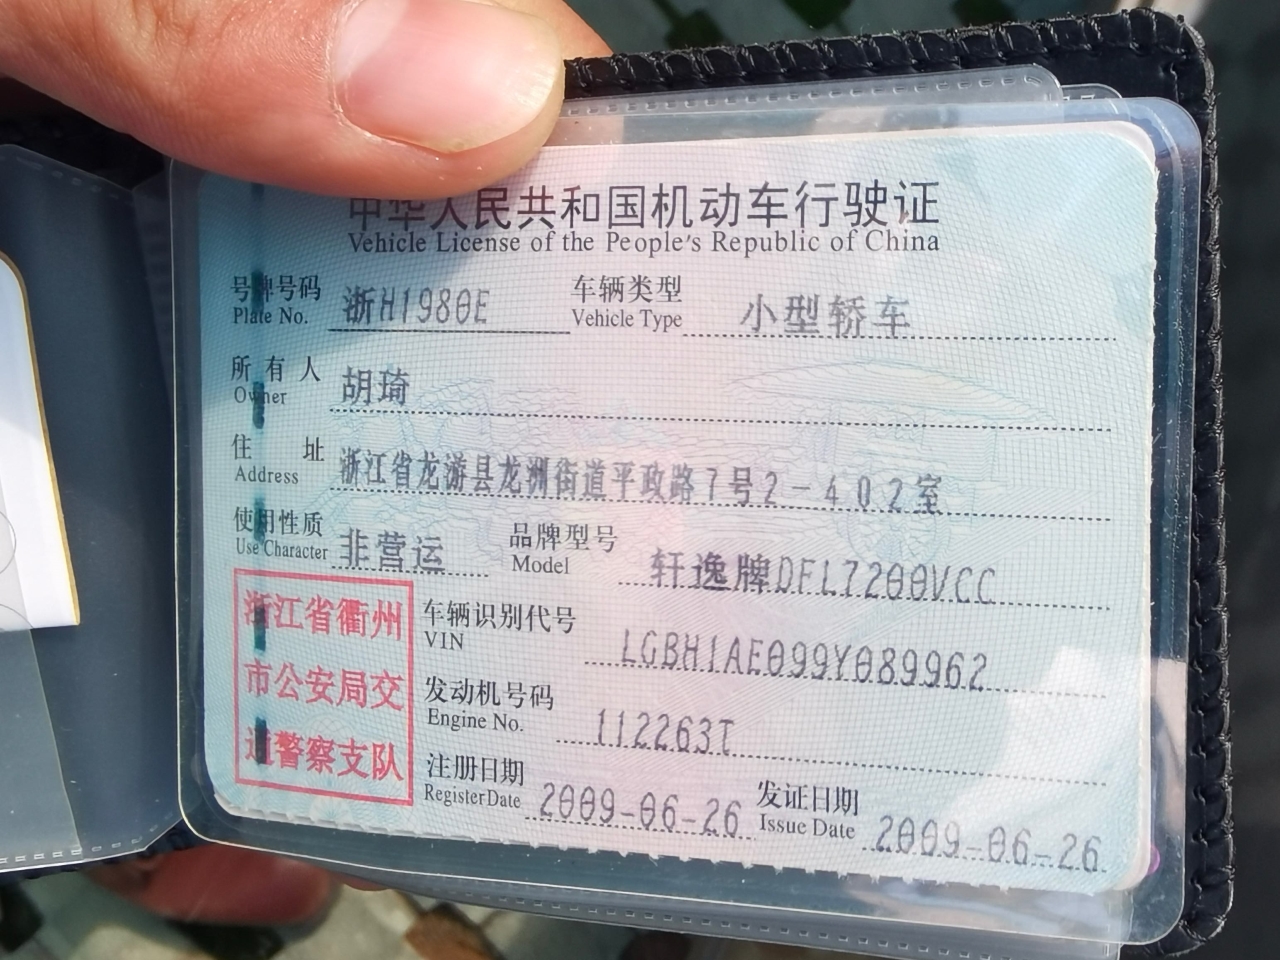 中华人民共和国机动车行驶证
Vehicle License of the People's Republic of China
号牌号码 浙H1980E 车辆类型 小型轿车
Plate No. Vehicle Type
所有人 胡琦
Owner
住址 浙江省龙游县龙洲街道平政路7号2-402室
Address
使用性质 非营运 品牌型号 轩逸牌DFL7200VCC
Use Character Model
浙江省衢州
市公安局交
通警察支队
车辆识别代号 LGBH1AE099Y089962
VIN
发动机号码 112263T
Engine No.
注册日期 2009-06-26 发证日期 2009-06-26
Register Date Issue Date